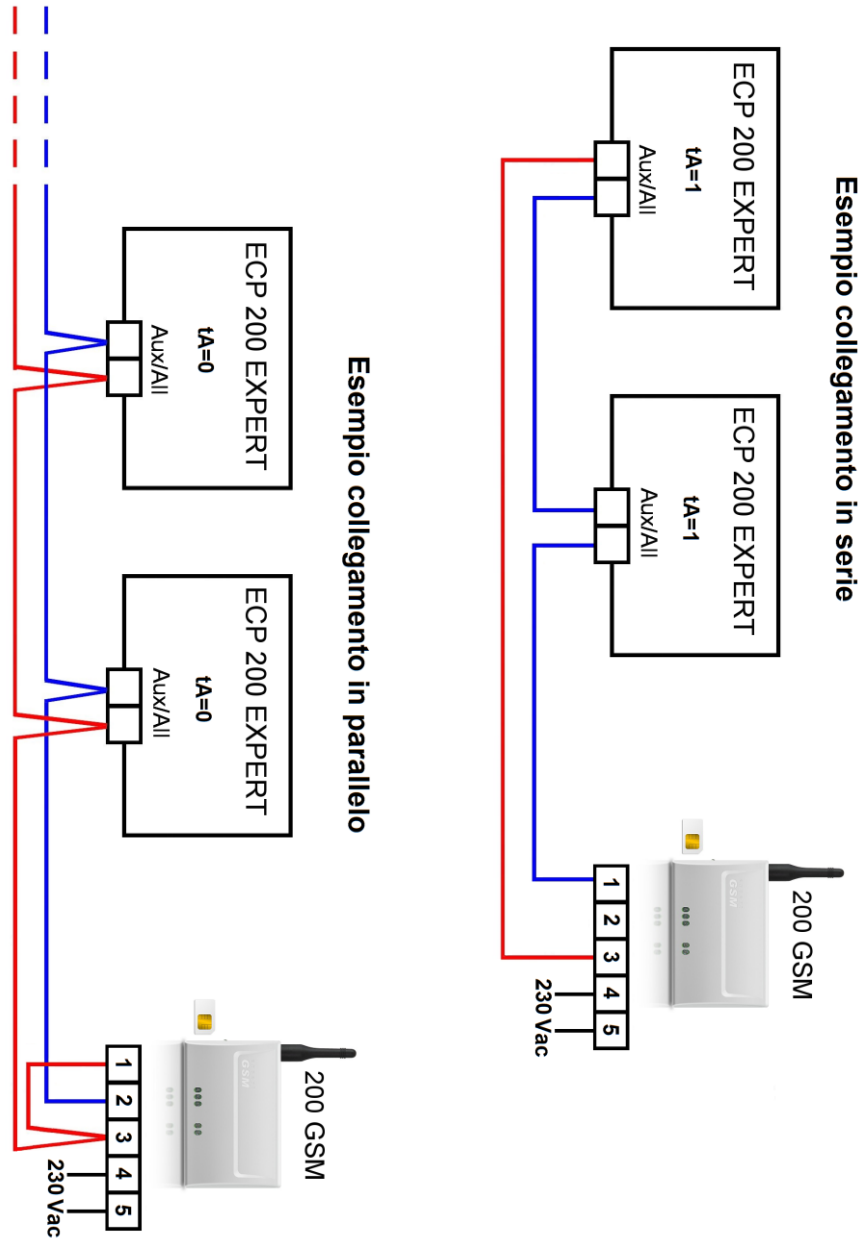 Esempio collegamento in serie
ECP 200 EXPERT
tA=1
Aux/All
ECP 200 EXPERT
tA=1
Aux/All
200 GSM
GSM
1 2 3 4 5
230 Vac
Esempio collegamento in parallelo
ECP 200 EXPERT
tA=0
Aux/All
ECP 200 EXPERT
tA=0
Aux/All
200 GSM
GSM
1 2 3 4 5
230 Vac